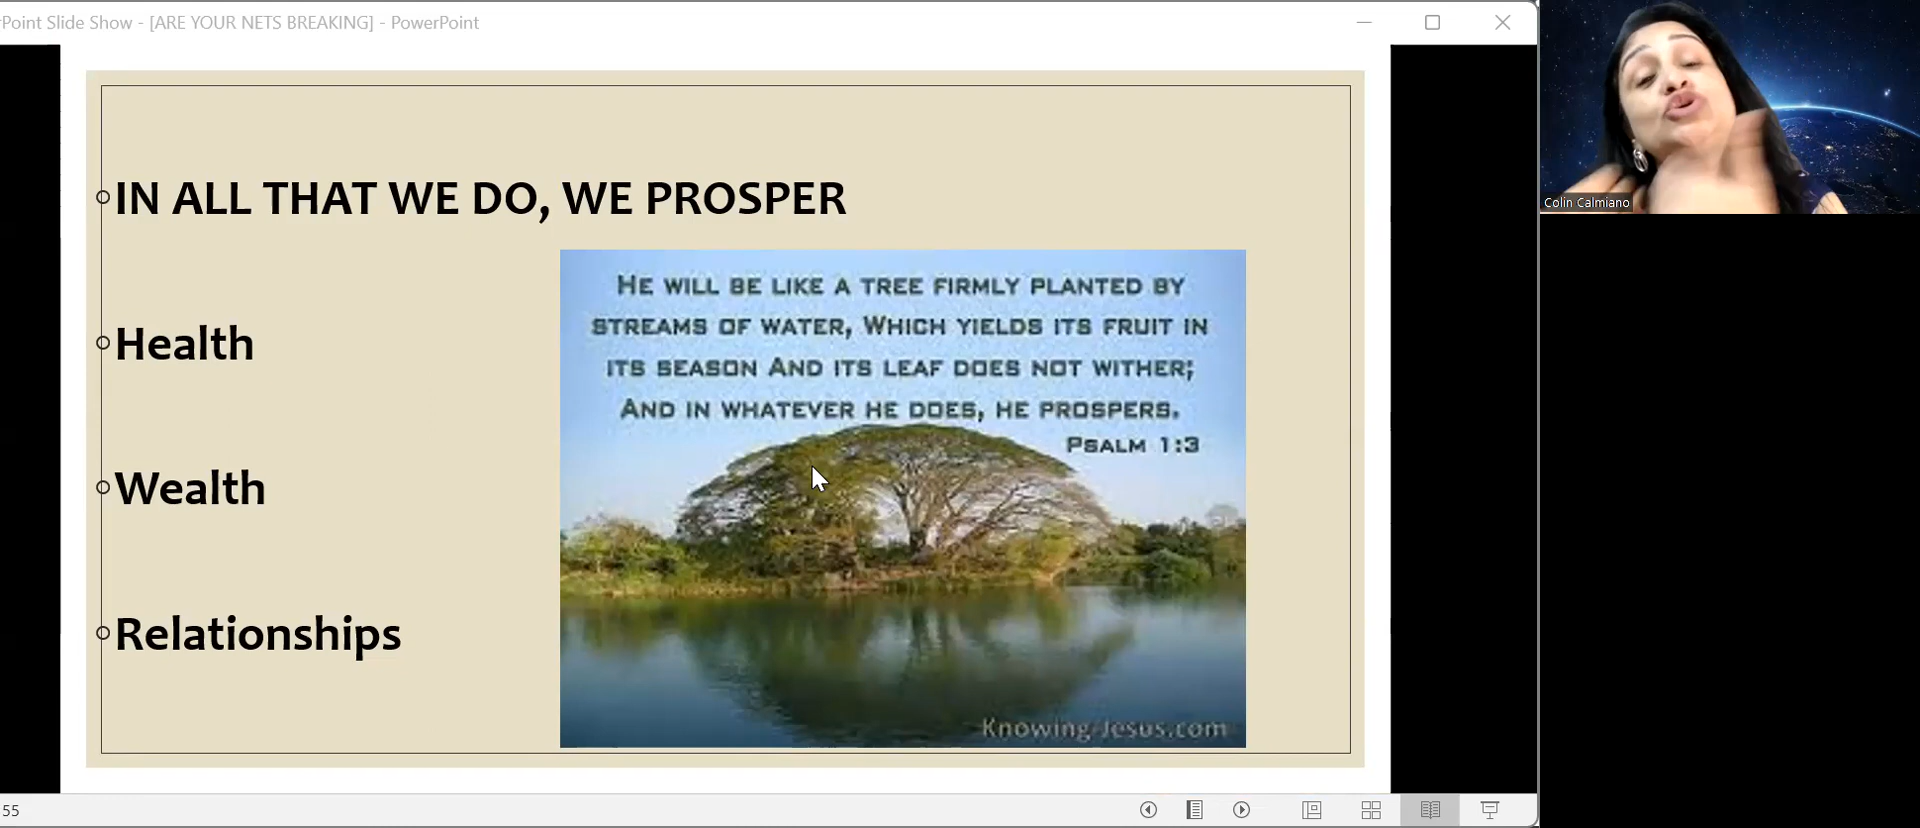 Point Slide Show - [ARE YOUR NETS BREAKING] - PowerPoint
IN ALL THAT WE DO, WE PROSPER
Health
Wealth
Relationships
HE WILL BE LIKE A TREE FIRMLY PLANTED BY
STREAMS OF WATER, WHICH YIELDS ITS FRUIT IN
ITS SEASON AND ITS LEAF DOES NOT WITHER;
AND IN WHATEVER HE DOES, HE PROSPERS.
PSALM 1:3
Knowing-Jesus.com
Colin Calmiano
55